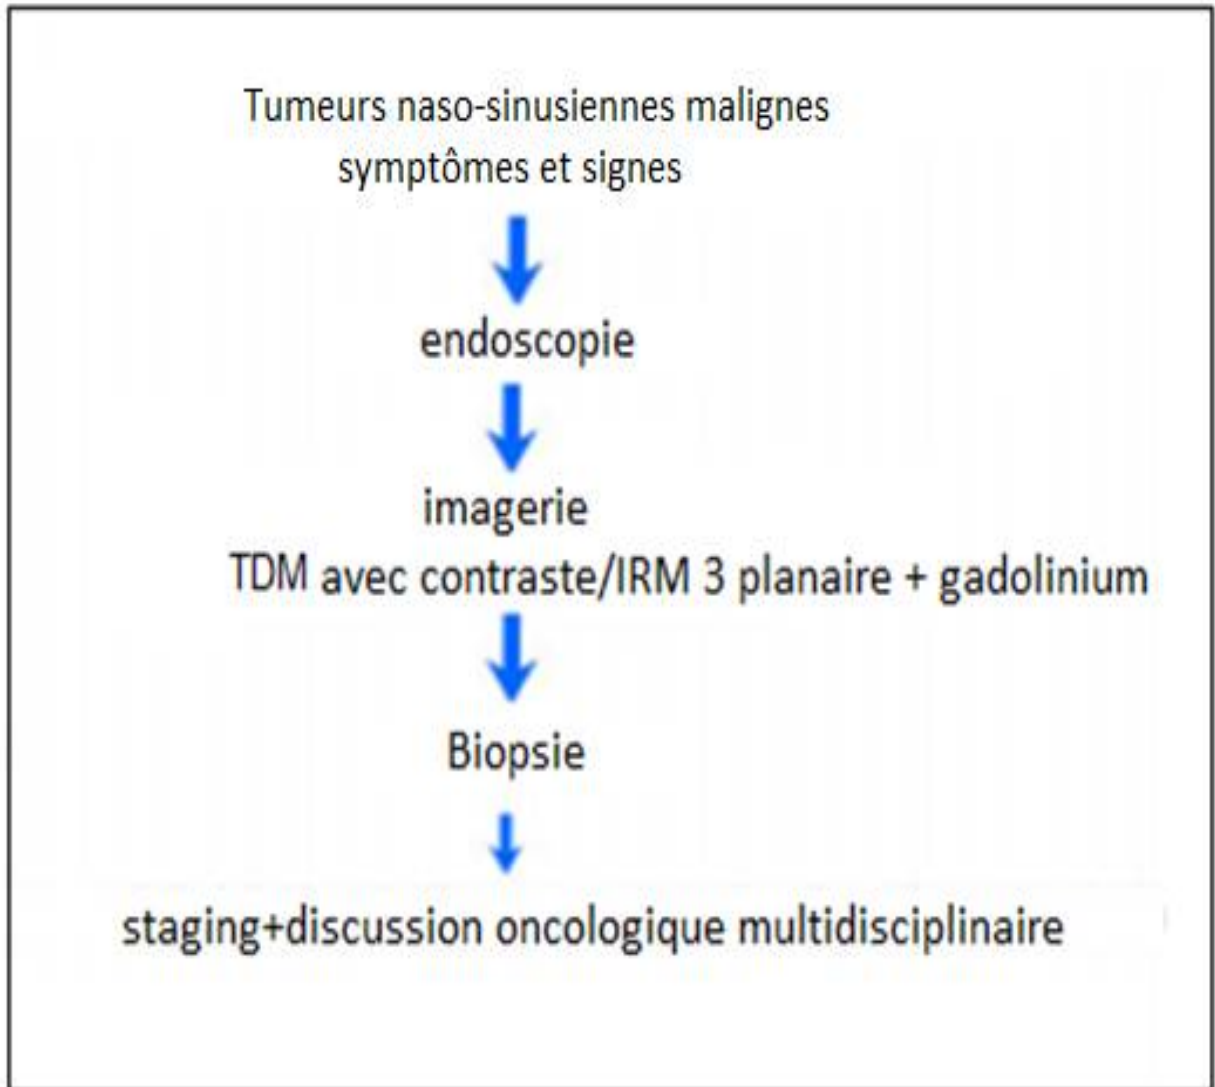 Tumeurs naso-sinusiennes malignes
symptômes et signes
endoscopie
imagerie
TDM avec contraste/IRM 3 planaire + gadolinium
Biopsie
staging+discussion oncologique multidisciplinaire